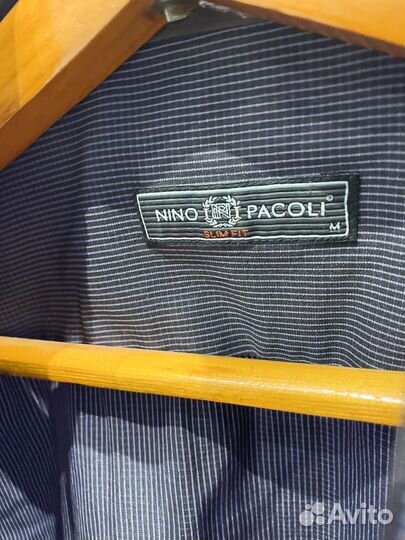 NINO PACOLI®
SLIM FIT
M
Avito